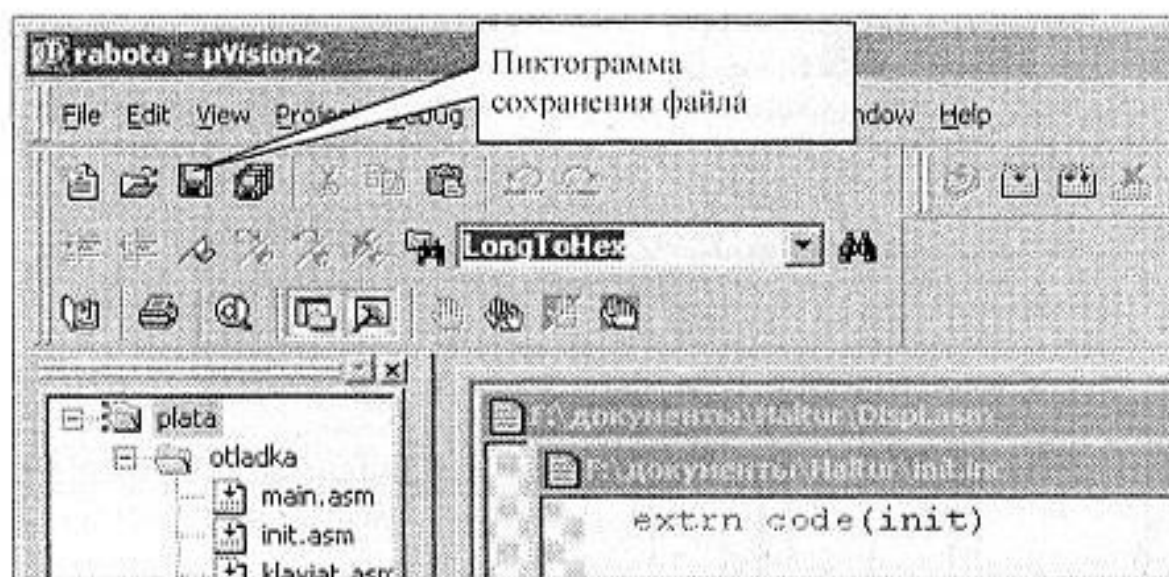 rabota - µVision2
Пиктограмма
сохранения файла
File Edit View Help
LongToHex
plata
otladka
main.asm
init.asm
extrn code(init)